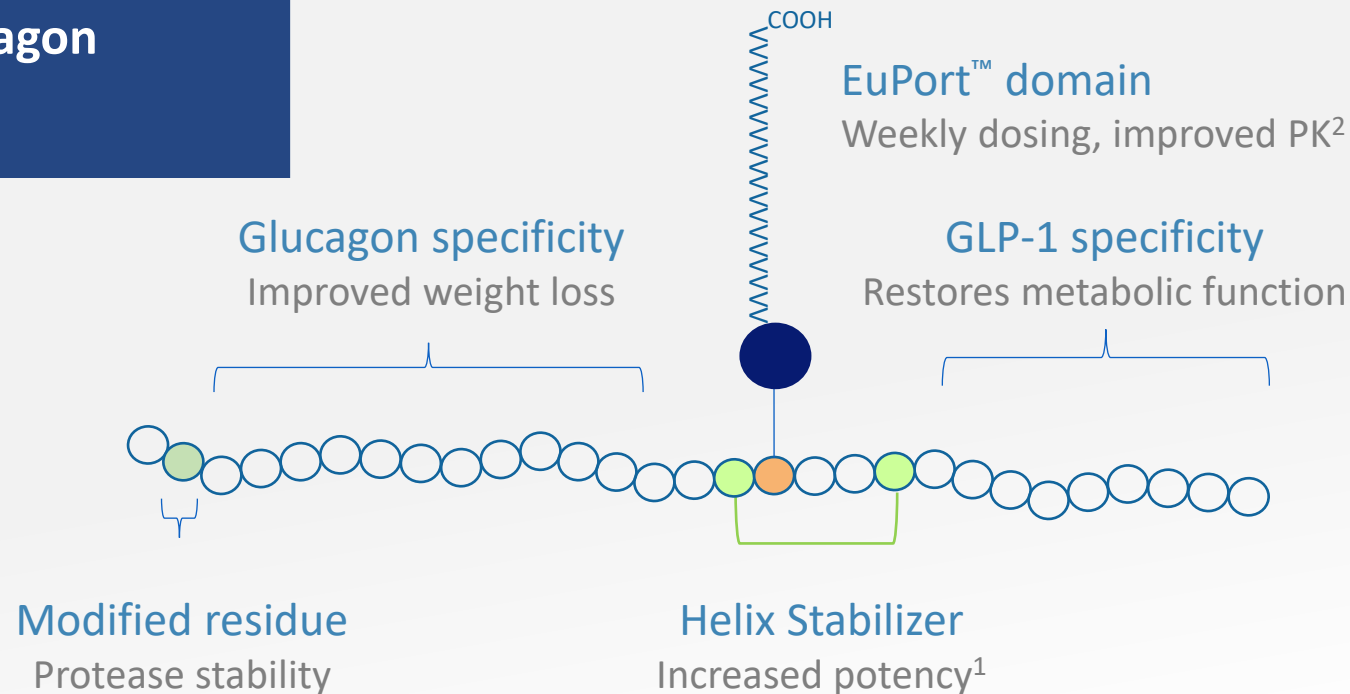 COOH
EuPort™ domain
Weekly dosing, improved PK²
Glucagon specificity
Improved weight loss
GLP-1 specificity
Restores metabolic function
Modified residue
Protease stability
Helix Stabilizer
Increased potency¹